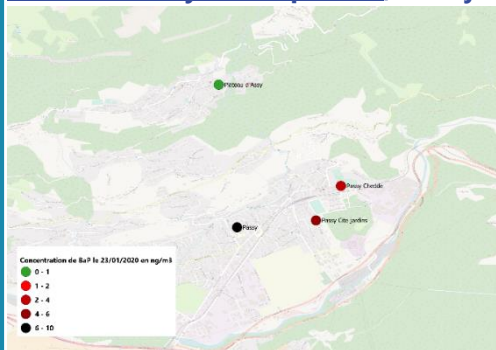 Plateau d'Assy
Passy Chedde
Passy Cité Jardins
Passy
Concentration de BaP le 23/01/2020 en ng/m3
0 - 1
1 - 2
2 - 4
4 - 6
6 - 10